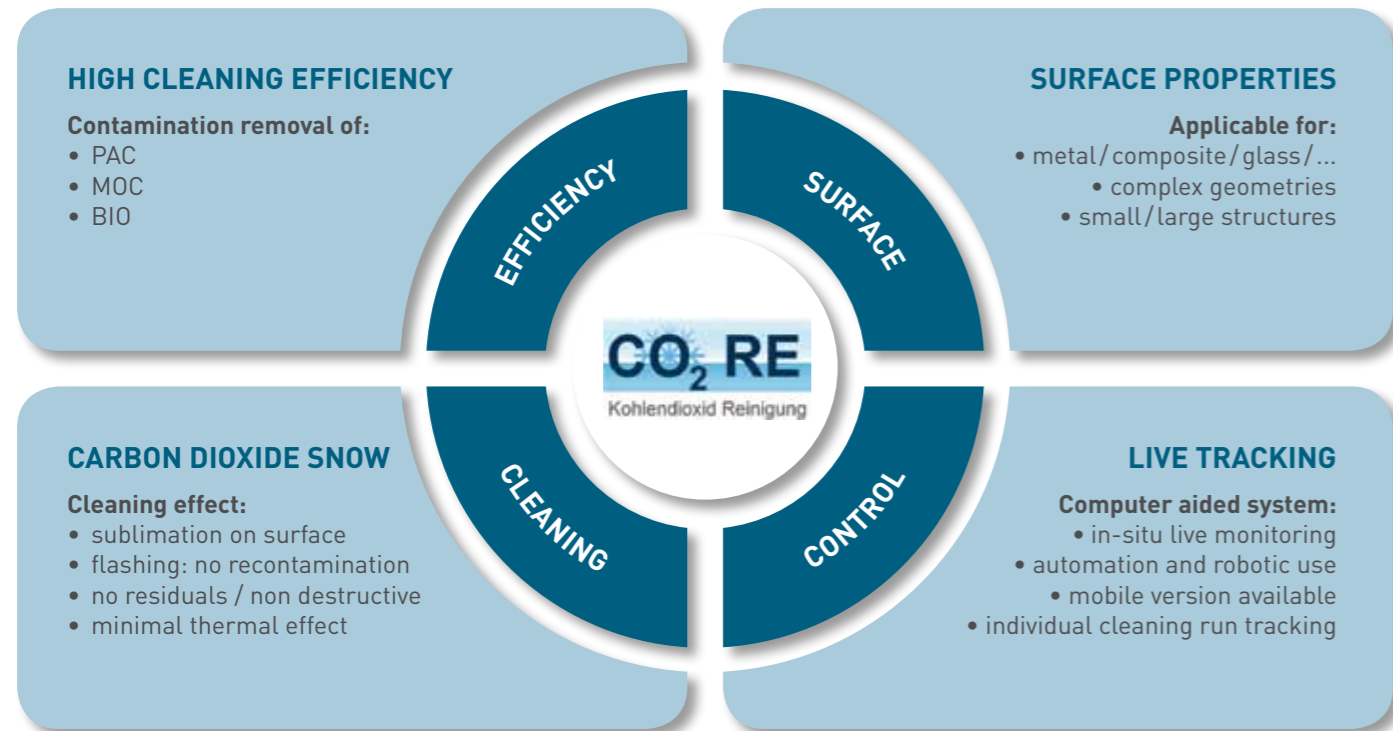 HIGH CLEANING EFFICIENCY
Contamination removal of:
• PAC
• MOC
• BIO
SURFACE PROPERTIES
Applicable for:
• metal/composite/glass/...
• complex geometries
• small/large structures
EFFICIENCY
SURFACE
CO₂ RE
Kohlendioxid Reinigung
CLEANING
CONTROL
CARBON DIOXIDE SNOW
Cleaning effect:
• sublimation on surface
• flashing: no recontamination
• no residuals / non destructive
• minimal thermal effect
LIVE TRACKING
Computer aided system:
• in-situ live monitoring
• automation and robotic use
• mobile version available
• individual cleaning run tracking